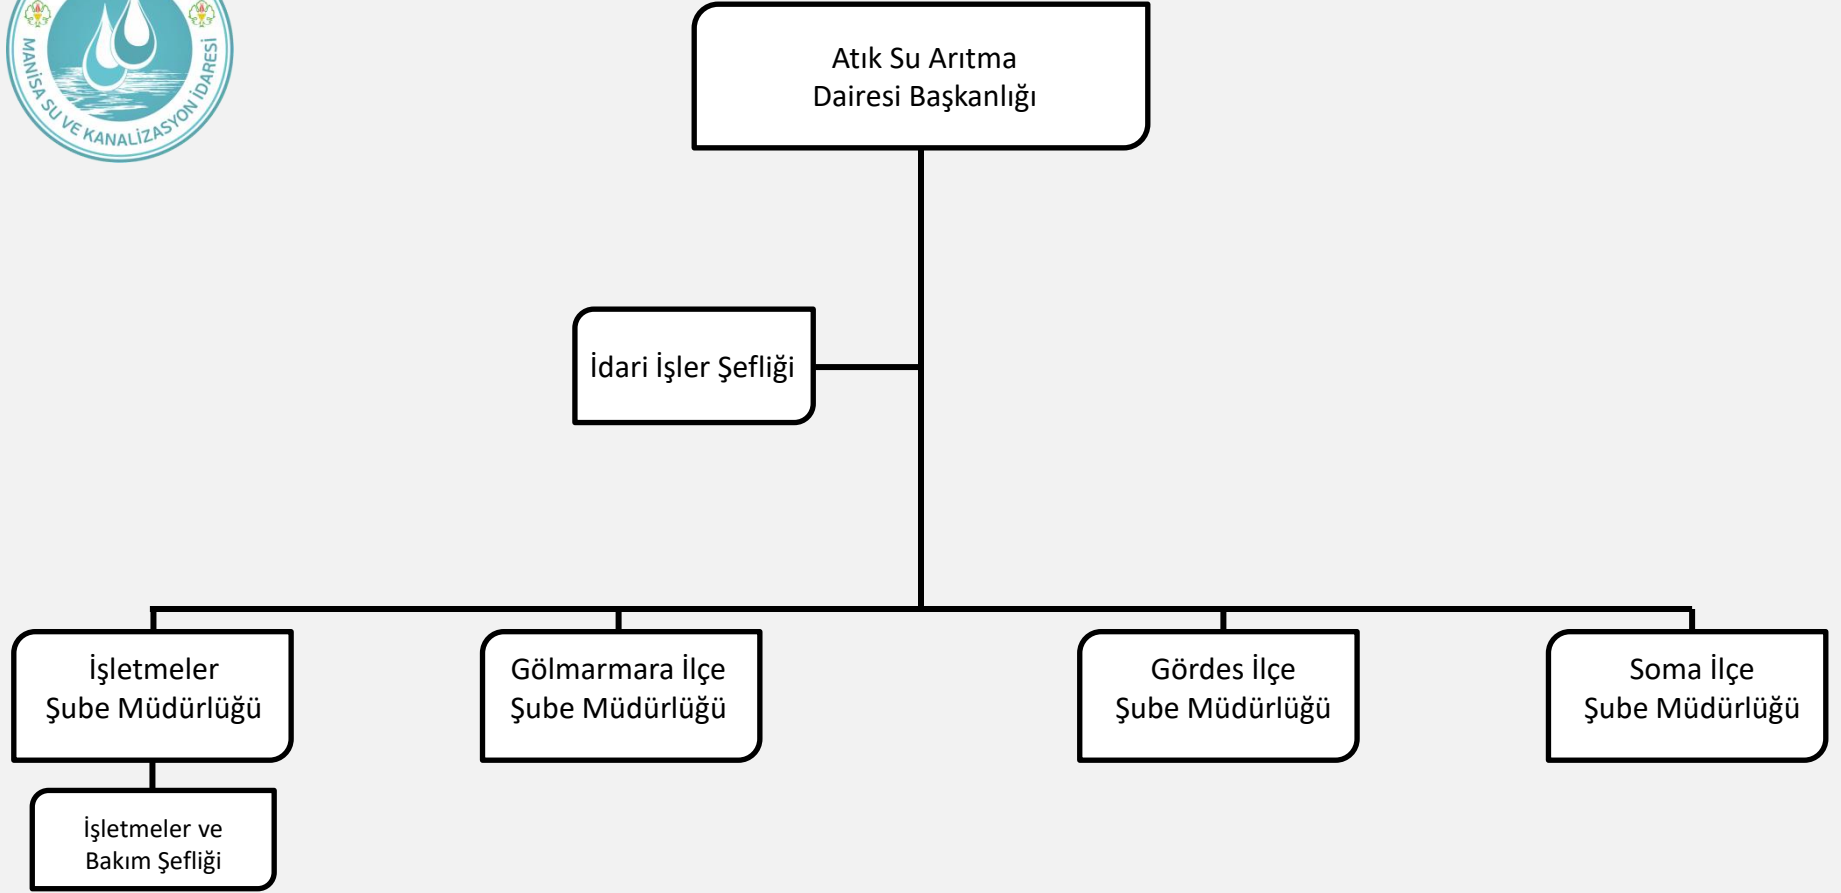 MANİSA SU VE KANALİZASYON İDARESİ
Atık Su Arıtma
Dairesi Başkanlığı
İdari İşler Şefliği
İşletmeler
Şube Müdürlüğü
Gölmarmara İlçe
Şube Müdürlüğü
Gördes İlçe
Şube Müdürlüğü
Soma İlçe
Şube Müdürlüğü
İşletmeler ve
Bakım Şefliği